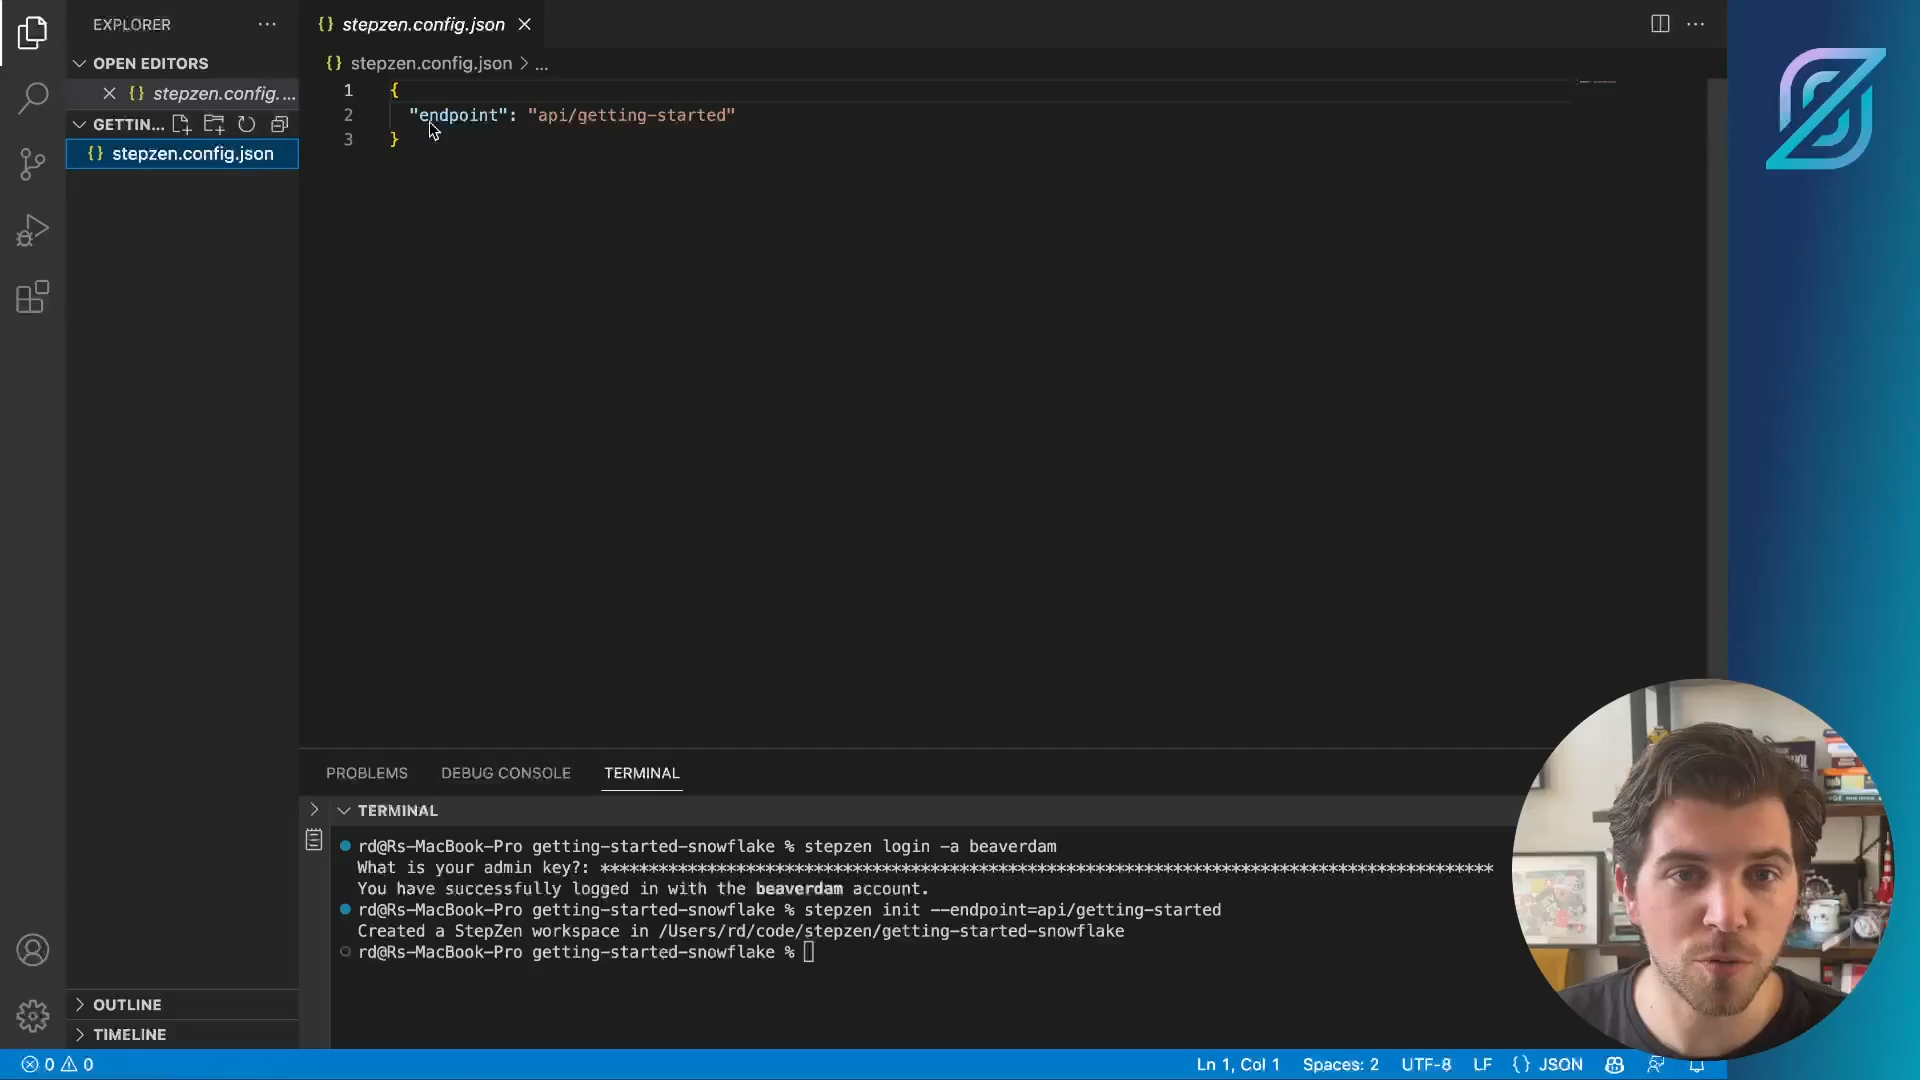 EXPLORER
stepzen.config.json
OPEN EDITORS
stepzen.config. ...
GETTIN...
stepzen.config.json
stepzen.config.json > ...
1 {
2 "endpoint": "api/getting-started"
3 }
PROBLEMS DEBUG CONSOLE TERMINAL
TERMINAL
rd@Rs-MacBook-Pro getting-started-snowflake % stepzen login -a beaverdam
What is your admin key?: ********************************************************************************************
You have successfully logged in with the beaverdam account.
rd@Rs-MacBook-Pro getting-started-snowflake % stepzen init --endpoint=api/getting-started
Created a StepZen workspace in /Users/rd/code/stepzen/getting-started-snowflake
rd@Rs-MacBook-Pro getting-started-snowflake %
OUTLINE
TIMELINE
0 0
Ln 1, Col 1 Spaces: 2 UTF-8 LF {} JSON